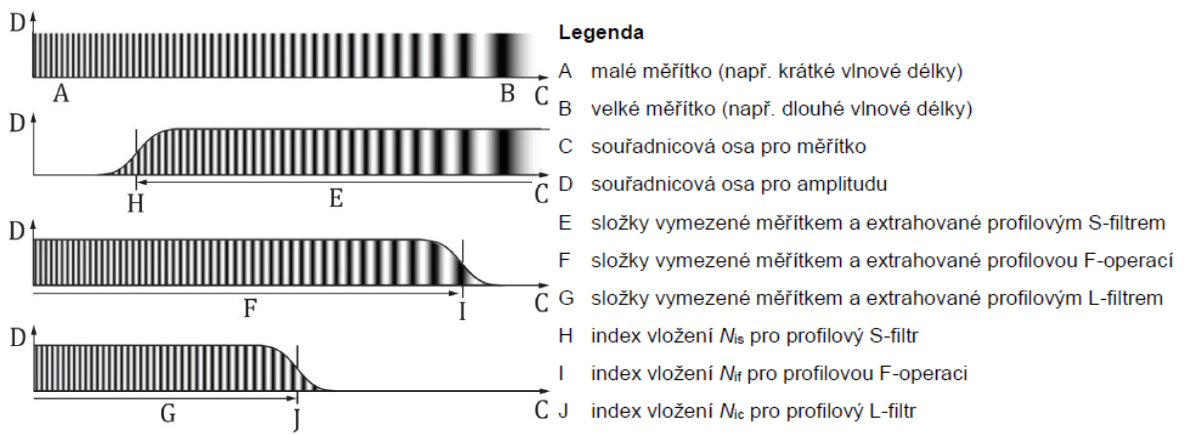 D
A
B
C
D
H
E
C
D
F
I
C
D
G
J
C
Legenda
A malé měřítko (např. krátké vlnové délky)
B velké měřítko (např. dlouhé vlnové délky)
C souřadnicová osa pro měřítko
D souřadnicová osa pro amplitudu
E složky vymezené měřítkem a extrahované profilovým S-filtrem
F složky vymezené měřítkem a extrahované profilovou F-operací
G složky vymezené měřítkem a extrahované profilovým L-filtrem
H index vložení Nis pro profilový S-filtr
I index vložení Nif pro profilovou F-operaci
J index vložení Nic pro profilový L-filtr